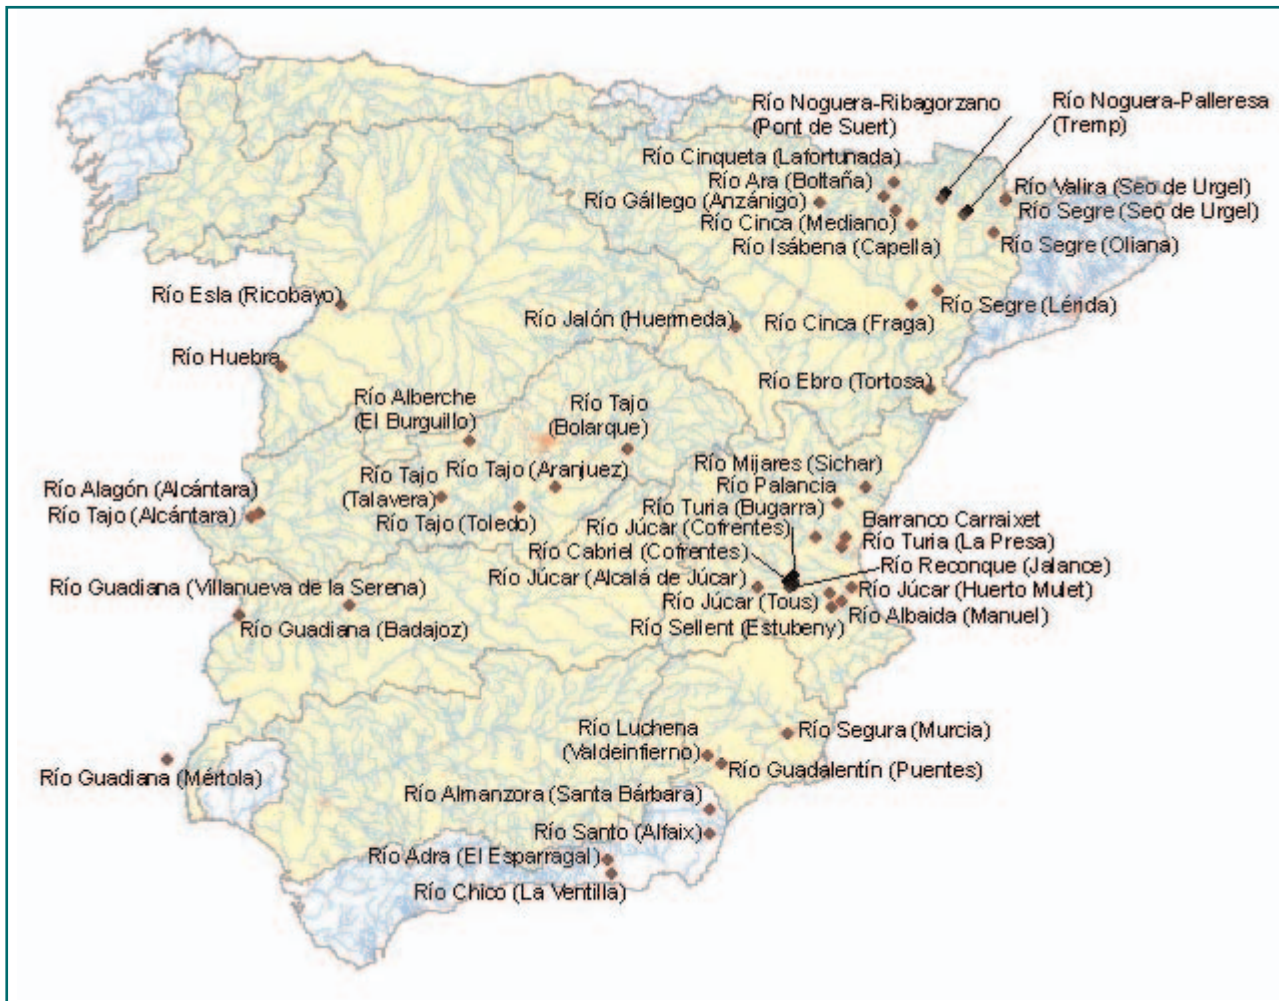 Río Noguera-Ribagorzano
(Pont de Suert)
Río Noguera-Palleresa
(Tremp)
Río Cinqueta (Lafortunada)
Río Ara (Boltaña)
Río Gállego (Anzánigo)
Río Cinca (Mediano)
Río Isábena (Capella)
Río Valira (Seo de Urgel)
Río Segre (Seo de Urgel)
Río Segre (Oliana)
Río Esla (Ricobayo)
Río Jalón (Huermeda)
Río Cinca (Fraga)
Río Segre (Lérida)
Río Huebra
Río Ebro (Tortosa)
Río Alberche
(El Burguillo)
Río Tajo
(Bolarque)
Río Tajo (Aranjuez)
Río Tajo
(Talavera)
Río Tajo (Toledo)
Río Alagón (Alcántara)
Río Tajo (Alcántara)
Río Mijares (Sichar)
Río Palancia
Río Turia (Bugarra)
Río Júcar (Cofrentes)
Río Cabriel (Cofrentes)
Río Júcar (Alcalá de Júcar)
Río Júcar (Tous)
Río Sellent (Estubeny)
Barranco Carraixet
Río Turia (La Presa)
Río Reconque (Jalance)
Río Júcar (Huerto Mulet)
Río Albaida (Manuel)
Río Guadiana (Villanueva de la Serena)
Río Guadiana (Badajoz)
Río Luchena
(Valdeinfierno)
Río Segura (Murcia)
Río Guadalentín (Puentes)
Río Guadiana (Mértola)
Río Almanzora (Santa Bárbara)
Río Santo (Alfaix)
Río Adra (El Esparragal)
Río Chico (La Ventilla)